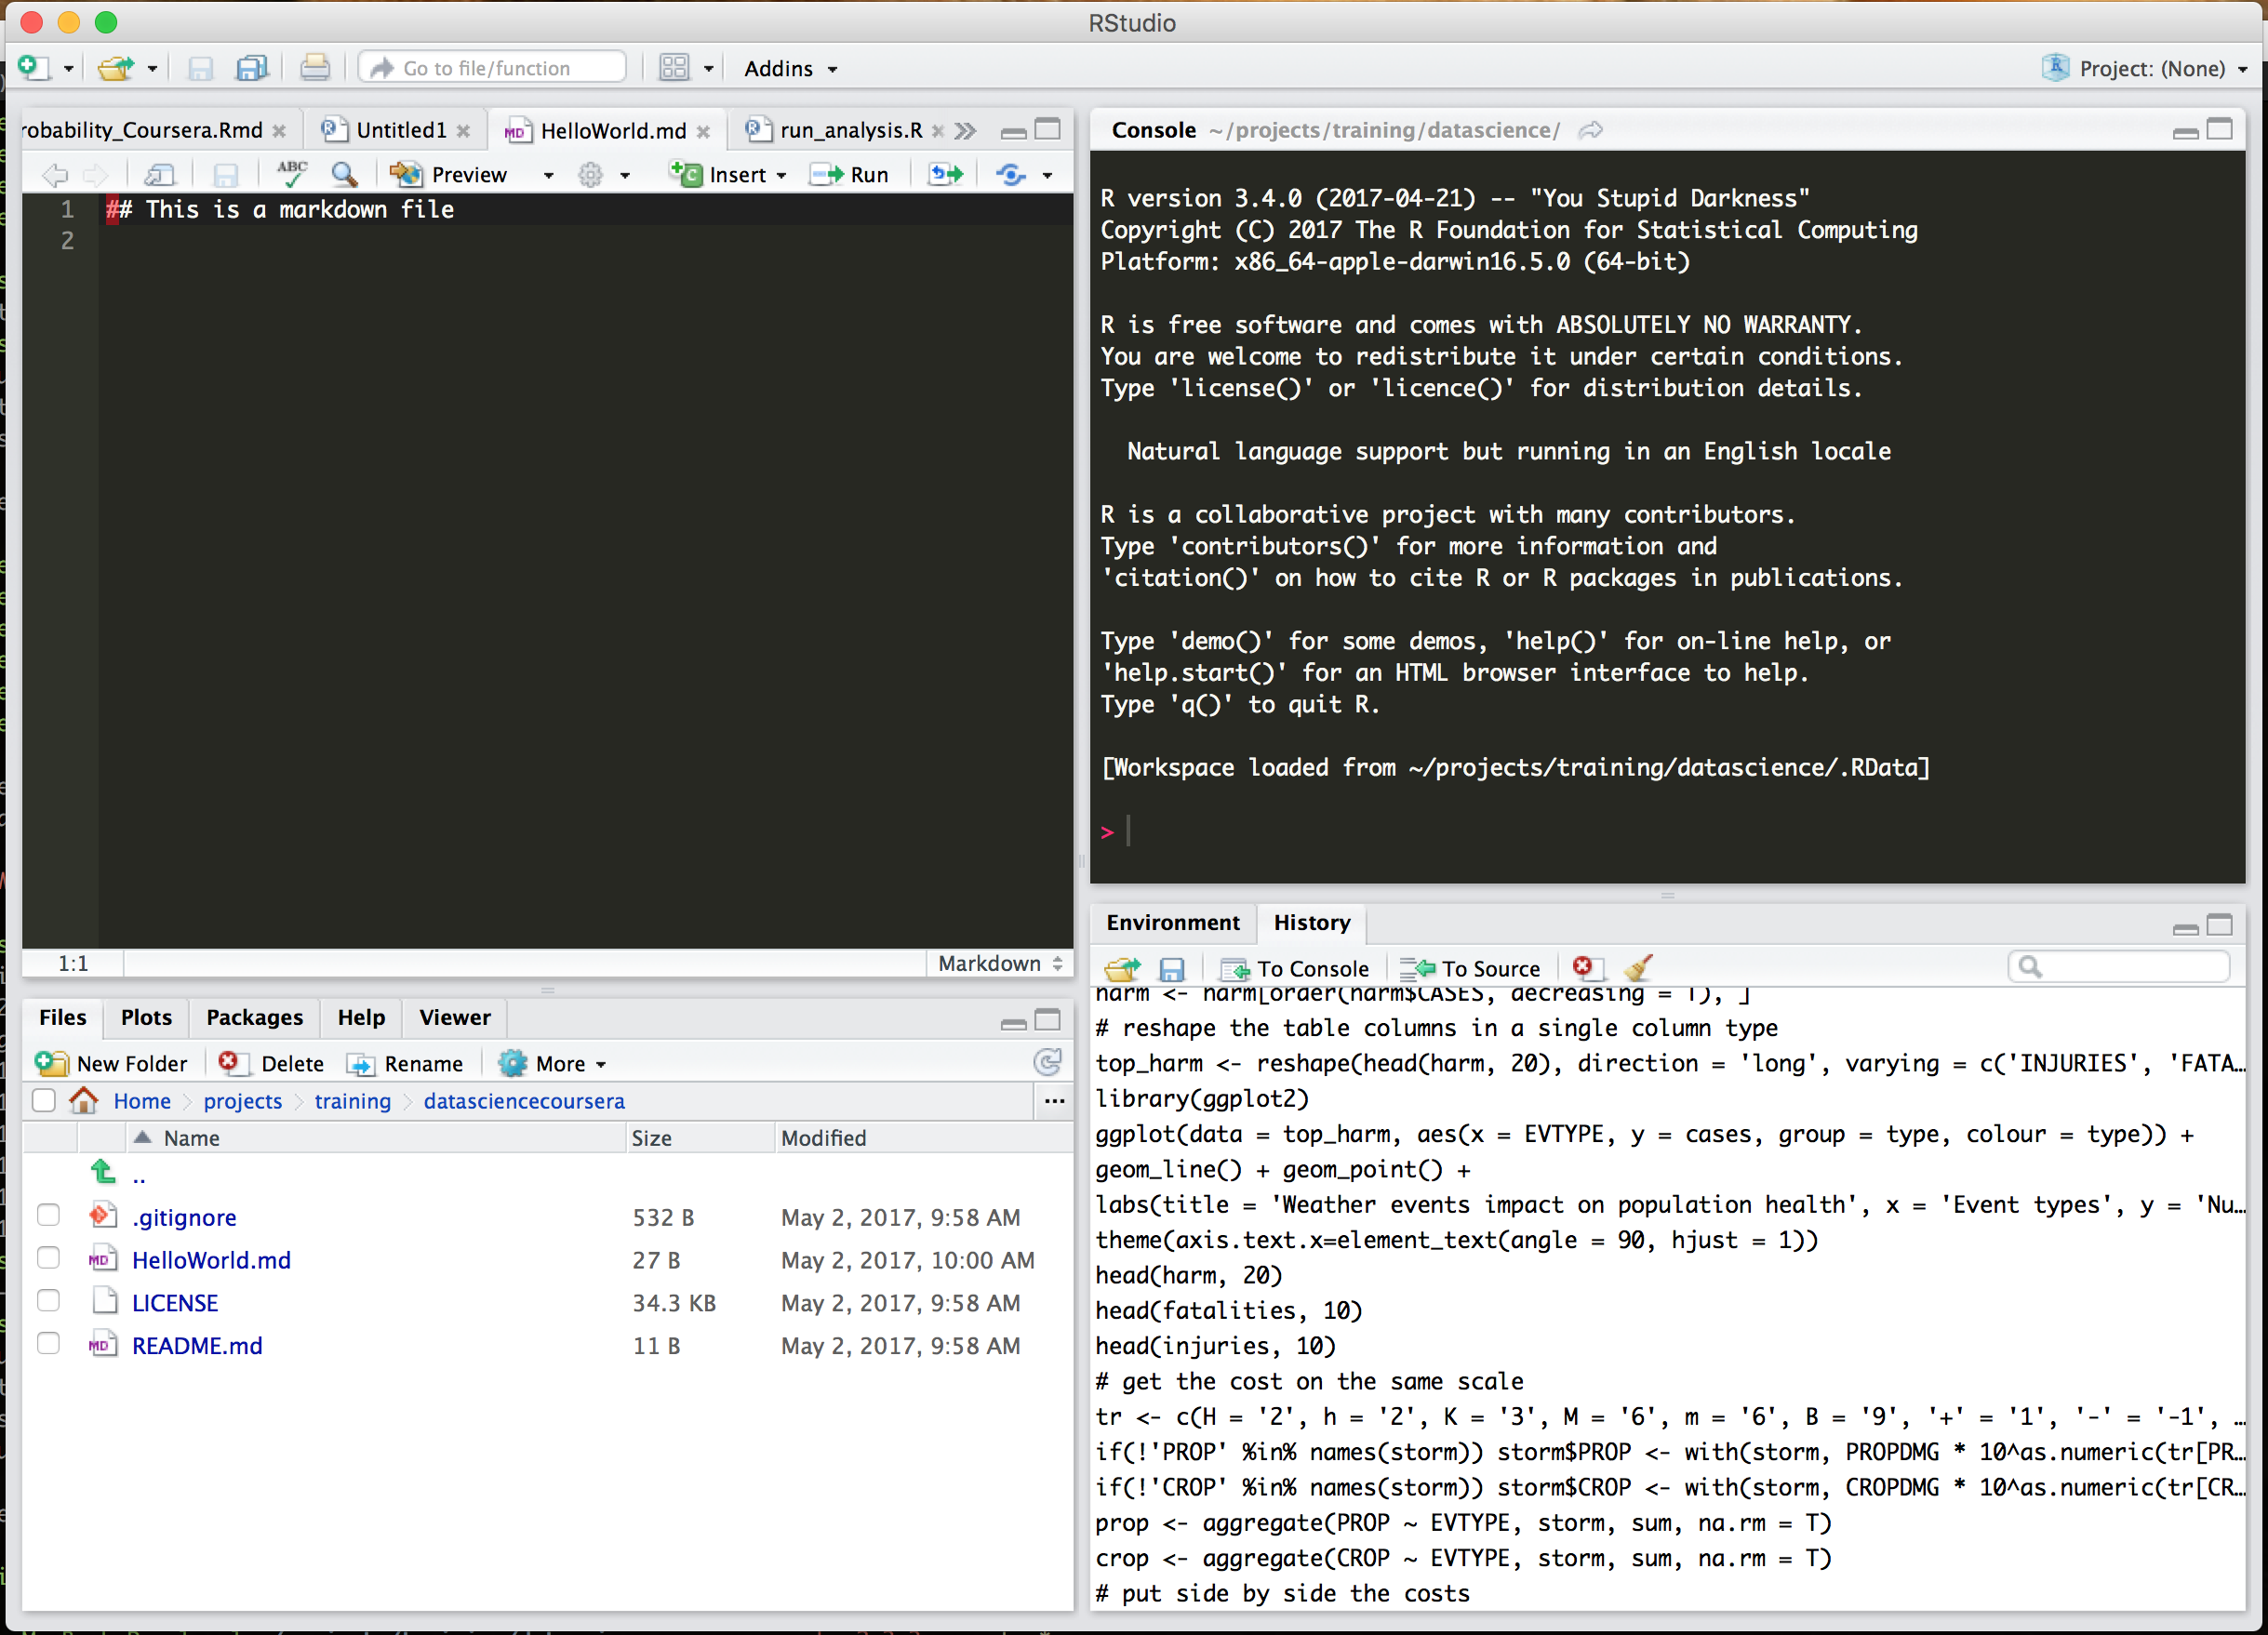 RStudio
Go to file/function
Addins
Project: (None)
robability_Coursera.Rmd
Untitled1
HelloWorld.md
run_analysis.R
ABC
Preview
Insert
Run
1 ## This is a markdown file
2
1:1
Markdown
Console ~/projects/training/datascience/
R version 3.4.0 (2017-04-21) -- "You Stupid Darkness"
Copyright (C) 2017 The R Foundation for Statistical Computing
Platform: x86_64-apple-darwin16.5.0 (64-bit)
R is free software and comes with ABSOLUTELY NO WARRANTY.
You are welcome to redistribute it under certain conditions.
Type 'license()' or 'licence()' for distribution details.
Natural language support but running in an English locale
R is a collaborative project with many contributors.
Type 'contributors()' for more information and
'citation()' on how to cite R or R packages in publications.
Type 'demo()' for some demos, 'help()' for on-line help, or
'help.start()' for an HTML browser interface to help.
Type 'q()' to quit R.
[Workspace loaded from ~/projects/training/datascience/.RData]
>
Files
Plots
Packages
Help
Viewer
New Folder
Delete
Rename
More
Home
projects
training
datasciencecoursera
...
Name Size Modified
..
.gitignore 532 B May 2, 2017, 9:58 AM
HelloWorld.md 27 B May 2, 2017, 10:00 AM
LICENSE 34.3 KB May 2, 2017, 9:58 AM
README.md 11 B May 2, 2017, 9:58 AM
Environment
History
To Console
To Source
harm <- harm[order(harm$CASES, decreasing = T), ]
# reshape the table columns in a single column type
top_harm <- reshape(head(harm, 20), direction = 'long', varying = c('INJURIES', 'FATA…
library(ggplot2)
ggplot(data = top_harm, aes(x = EVTYPE, y = cases, group = type, colour = type)) +
geom_line() + geom_point() +
labs(title = 'Weather events impact on population health', x = 'Event types', y = 'Nu…
theme(axis.text.x=element_text(angle = 90, hjust = 1))
head(harm, 20)
head(fatalities, 10)
head(injuries, 10)
# get the cost on the same scale
tr <- c(H = '2', h = '2', K = '3', M = '6', m = '6', B = '9', '+' = '1', '-' = '-1', …
if(!'PROP' %in% names(storm)) storm$PROP <- with(storm, PROPDMG * 10^as.numeric(tr[PR…
if(!'CROP' %in% names(storm)) storm$CROP <- with(storm, CROPDMG * 10^as.numeric(tr[CR…
prop <- aggregate(PROP ~ EVTYPE, storm, sum, na.rm = T)
crop <- aggregate(CROP ~ EVTYPE, storm, sum, na.rm = T)
# put side by side the costs